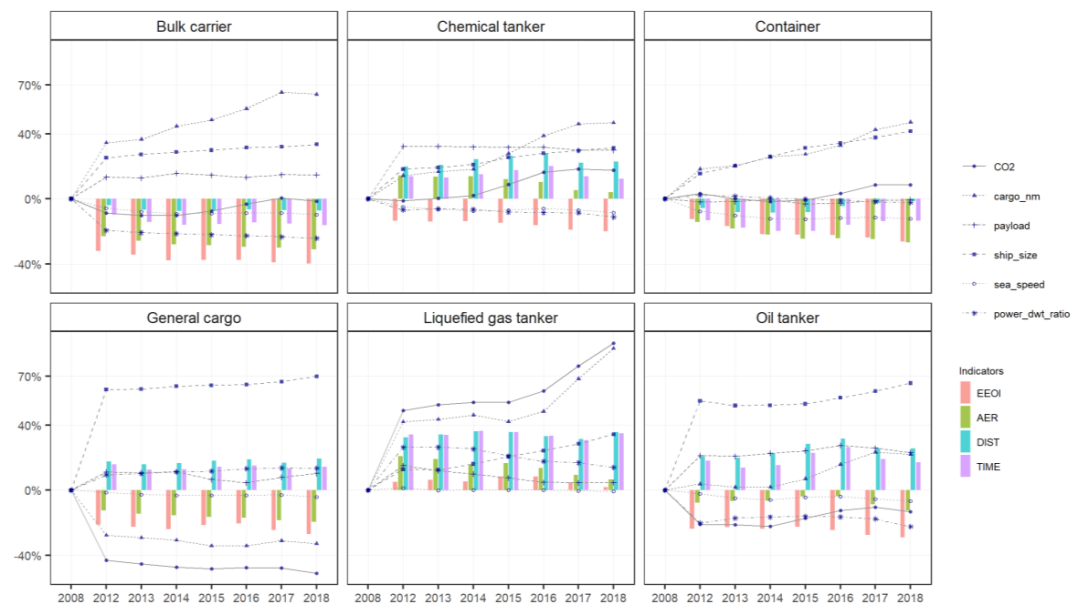 Bulk carrier
Chemical tanker
Container
70%
40%
0%
-40%
General cargo
Liquefied gas tanker
Oil tanker
70%
40%
0%
-40%
2008 2012 2013 2014 2015 2016 2017 2018
2008 2012 2013 2014 2015 2016 2017 2018
2008 2012 2013 2014 2015 2016 2017 2018
CO2
cargo_nm
payload
ship_size
sea_speed
power_dwt_ratio
Indicators
EEOI
AER
DIST
TIME